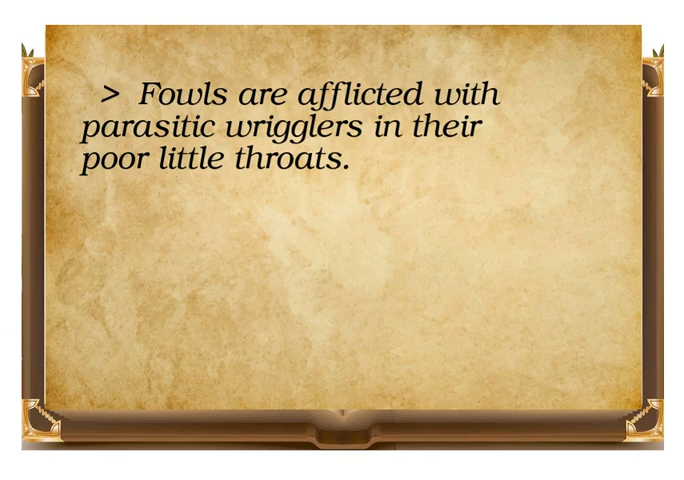 > Fowls are afflicted with
parasitic wrigglers in their
poor little throats.